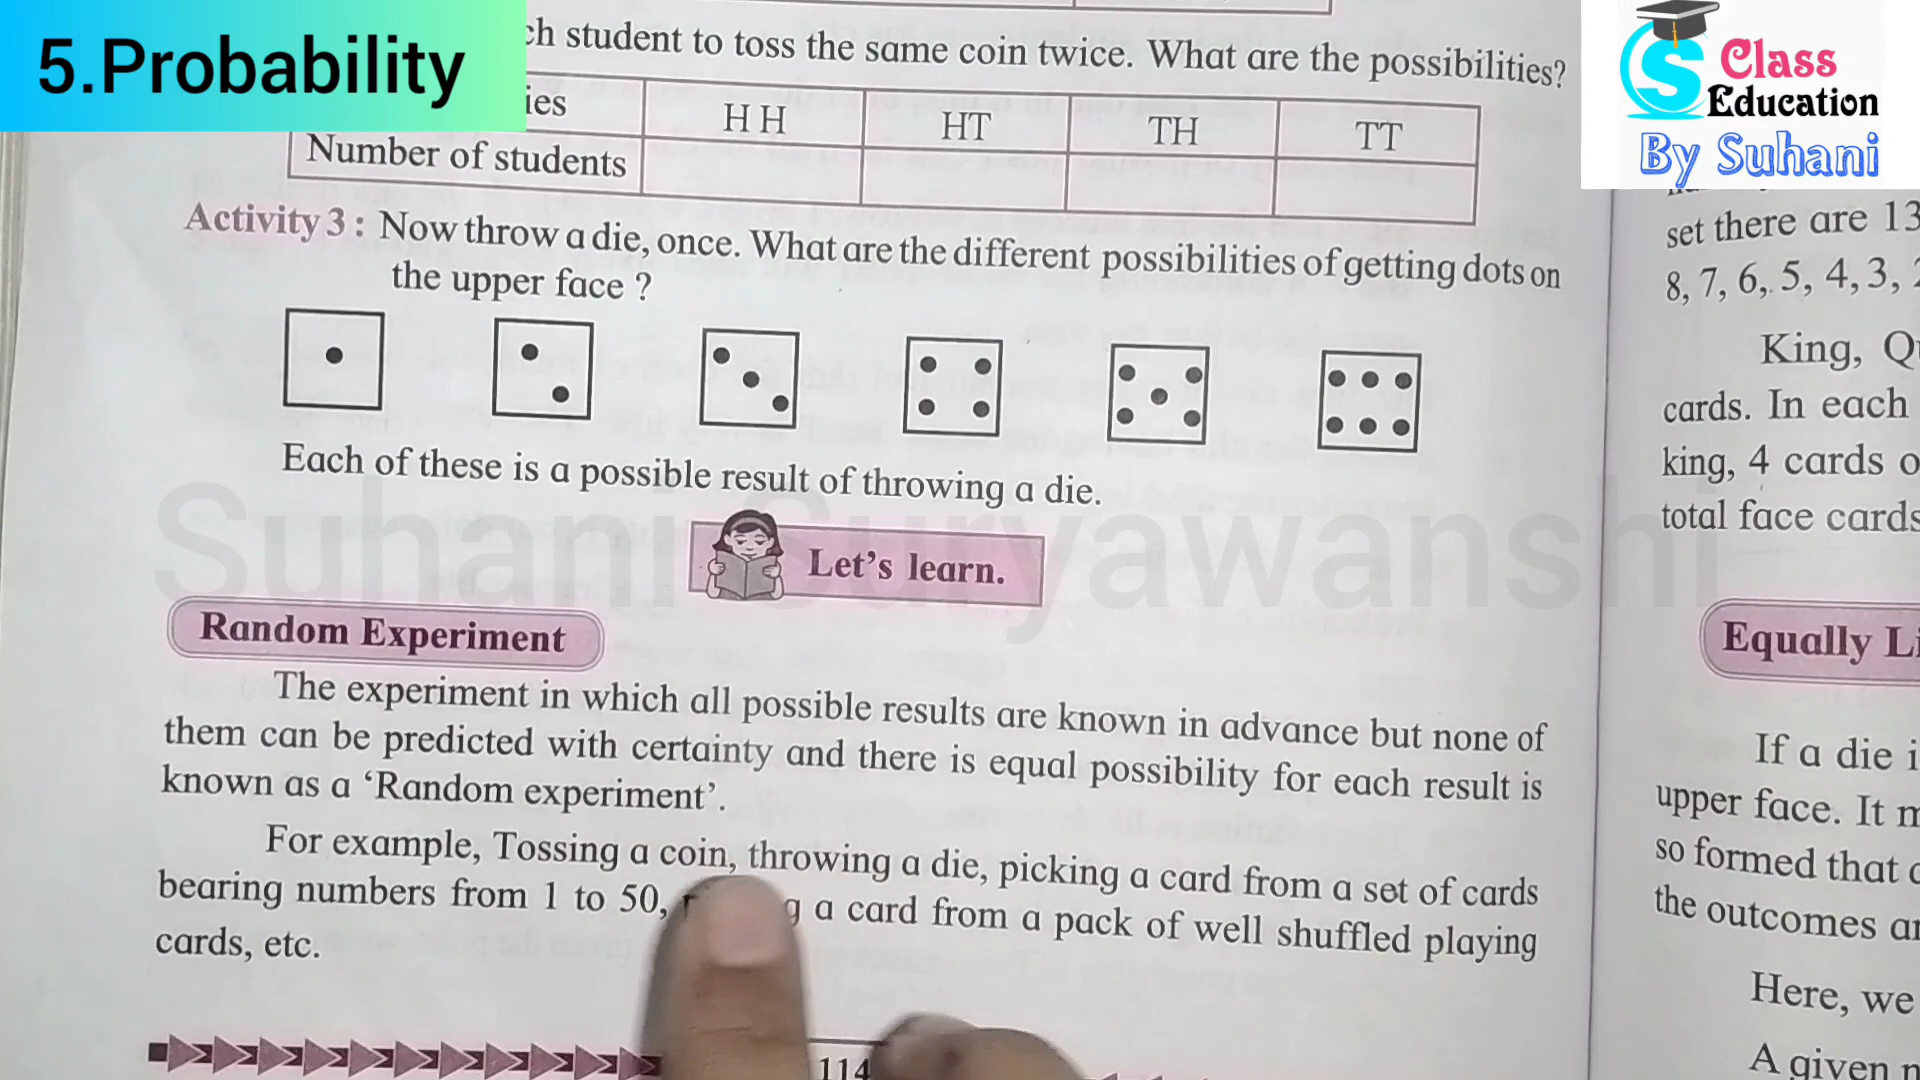 5.Probability
ch student to toss the same coin twice. What are the possibilities?
ies
H H
HT
TH
TT
Number of students
Activity 3 : Now throw a die, once. What are the different possibilities of getting dots on
the upper face ?
Each of these is a possible result of throwing a die.
Let's learn.
Random Experiment
The experiment in which all possible results are known in advance but none of
them can be predicted with certainty and there is equal possibility for each result is
known as a ‘Random experiment’.
For example, Tossing a coin, throwing a die, picking a card from a set of cards
bearing numbers from 1 to 50, g a card from a pack of well shuffled playing
cards, etc.
114
S Class
Education
By Suhani
set there are 13
8, 7, 6, 5, 4, 3,
King,
cards. In each
king, 4 cards
total face cards
Equally
If a die
upper face. It
so formed that
the outcomes
Here, we
A given
Suhani Suryawanshi